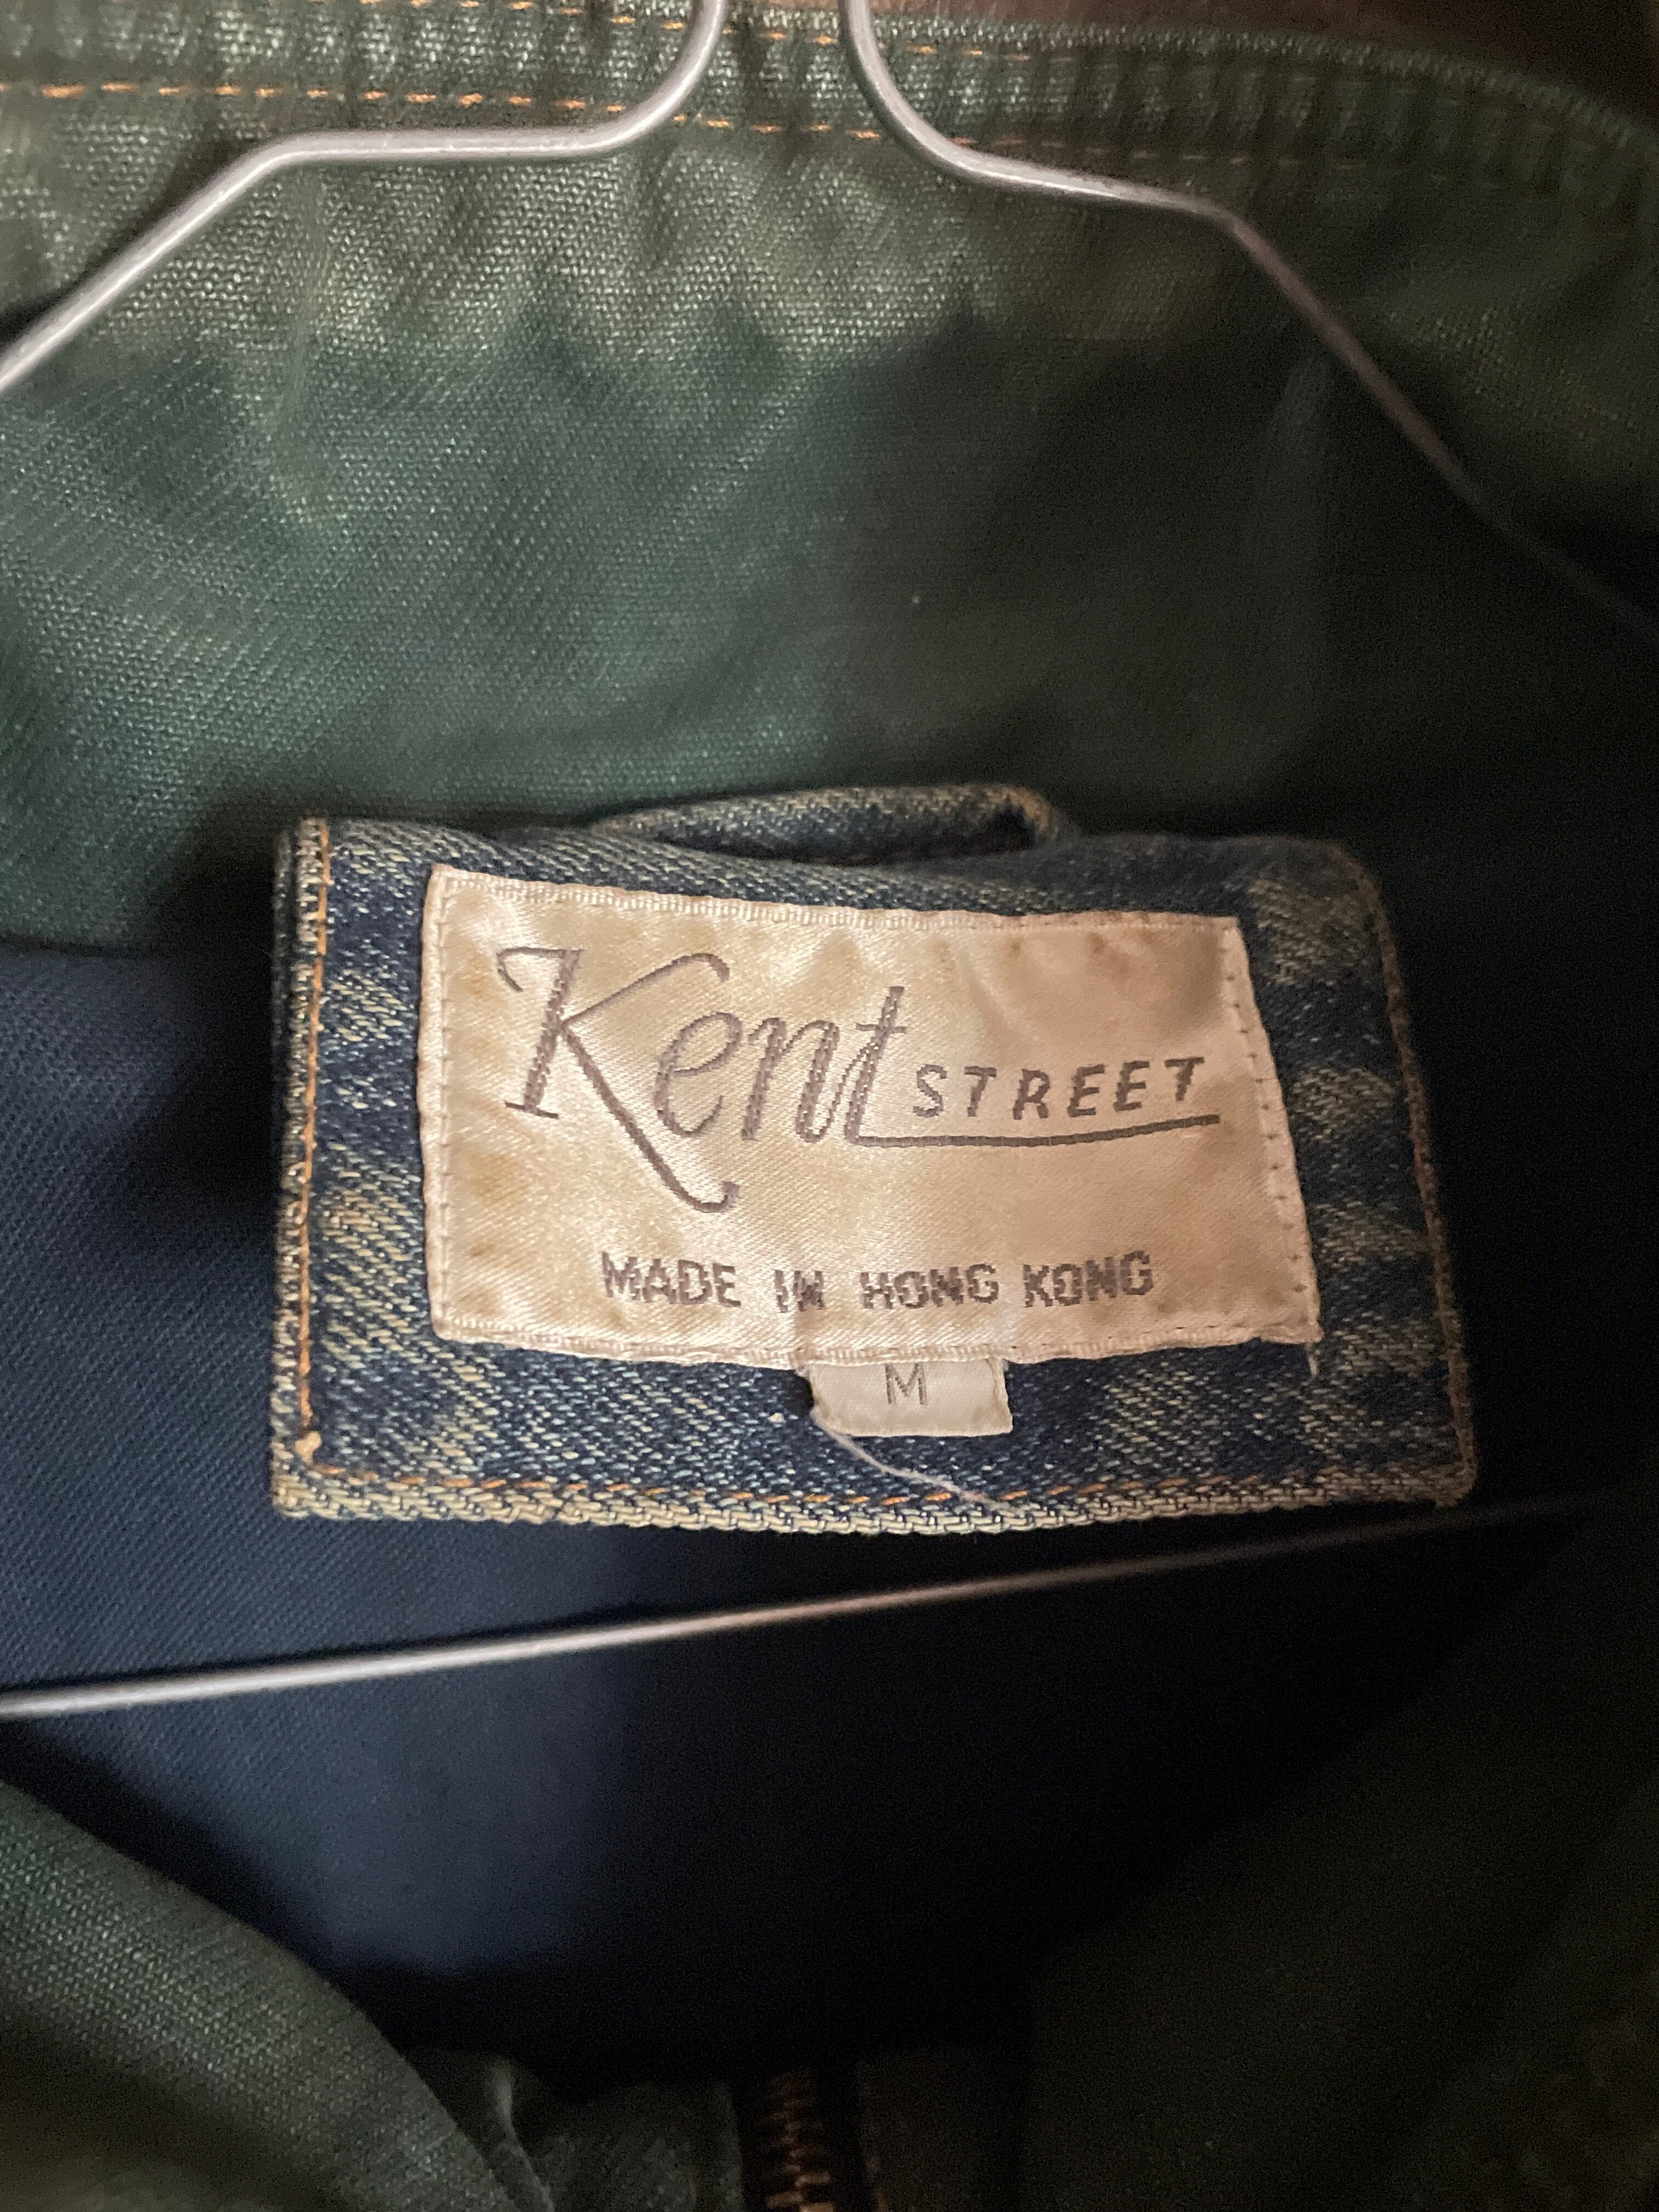 Kent STREET
MADE IN HONG KONG
M